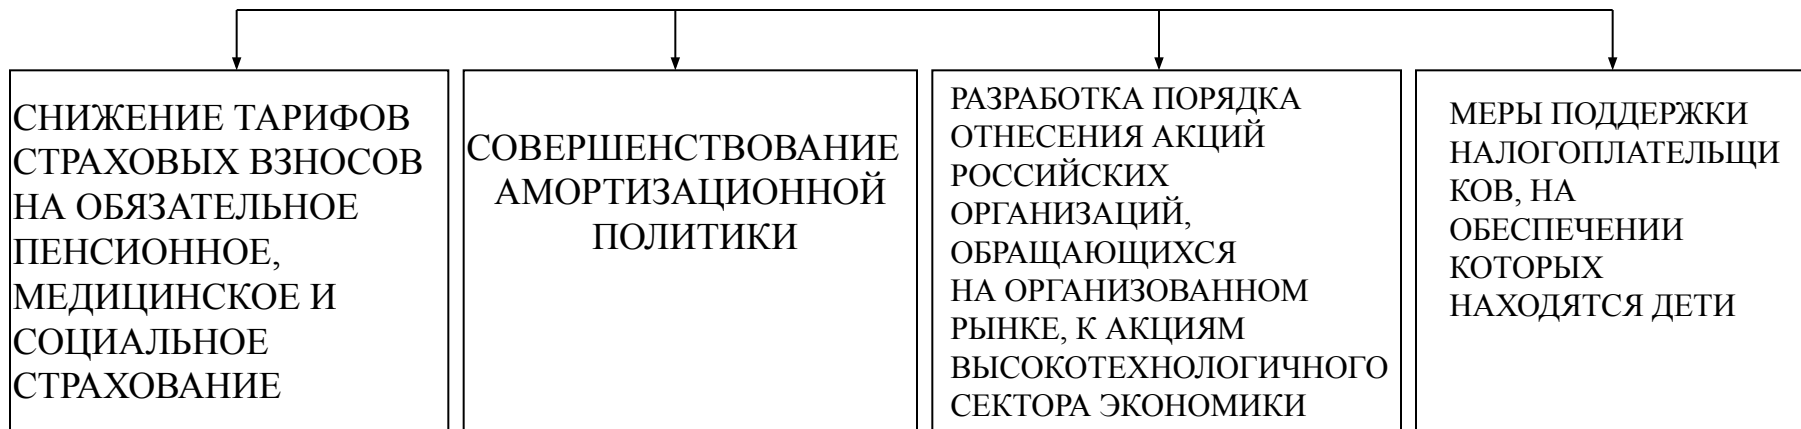 СНИЖЕНИЕ ТАРИФОВ
СТРАХОВЫХ ВЗНОСОВ
НА ОБЯЗАТЕЛЬНОЕ
ПЕНСИОННОЕ,
МЕДИЦИНСКОЕ И
СОЦИАЛЬНОЕ
СТРАХОВАНИЕ
СОВЕРШЕНСТВОВАНИЕ
АМОРТИЗАЦИОННОЙ
ПОЛИТИКИ
РАЗРАБОТКА ПОРЯДКА
ОТНЕСЕНИЯ АКЦИЙ
РОССИЙСКИХ
ОРГАНИЗАЦИЙ,
ОБРАЩАЮЩИХСЯ
НА ОРГАНИЗОВАННОМ
РЫНКЕ, К АКЦИЯМ
ВЫСОКОТЕХНОЛОГИЧНОГО
СЕКТОРА ЭКОНОМИКИ
МЕРЫ ПОДДЕРЖКИ
НАЛОГОПЛАТЕЛЬЩИ
КОВ, НА
ОБЕСПЕЧЕНИИ
КОТОРЫХ
НАХОДЯТСЯ ДЕТИ